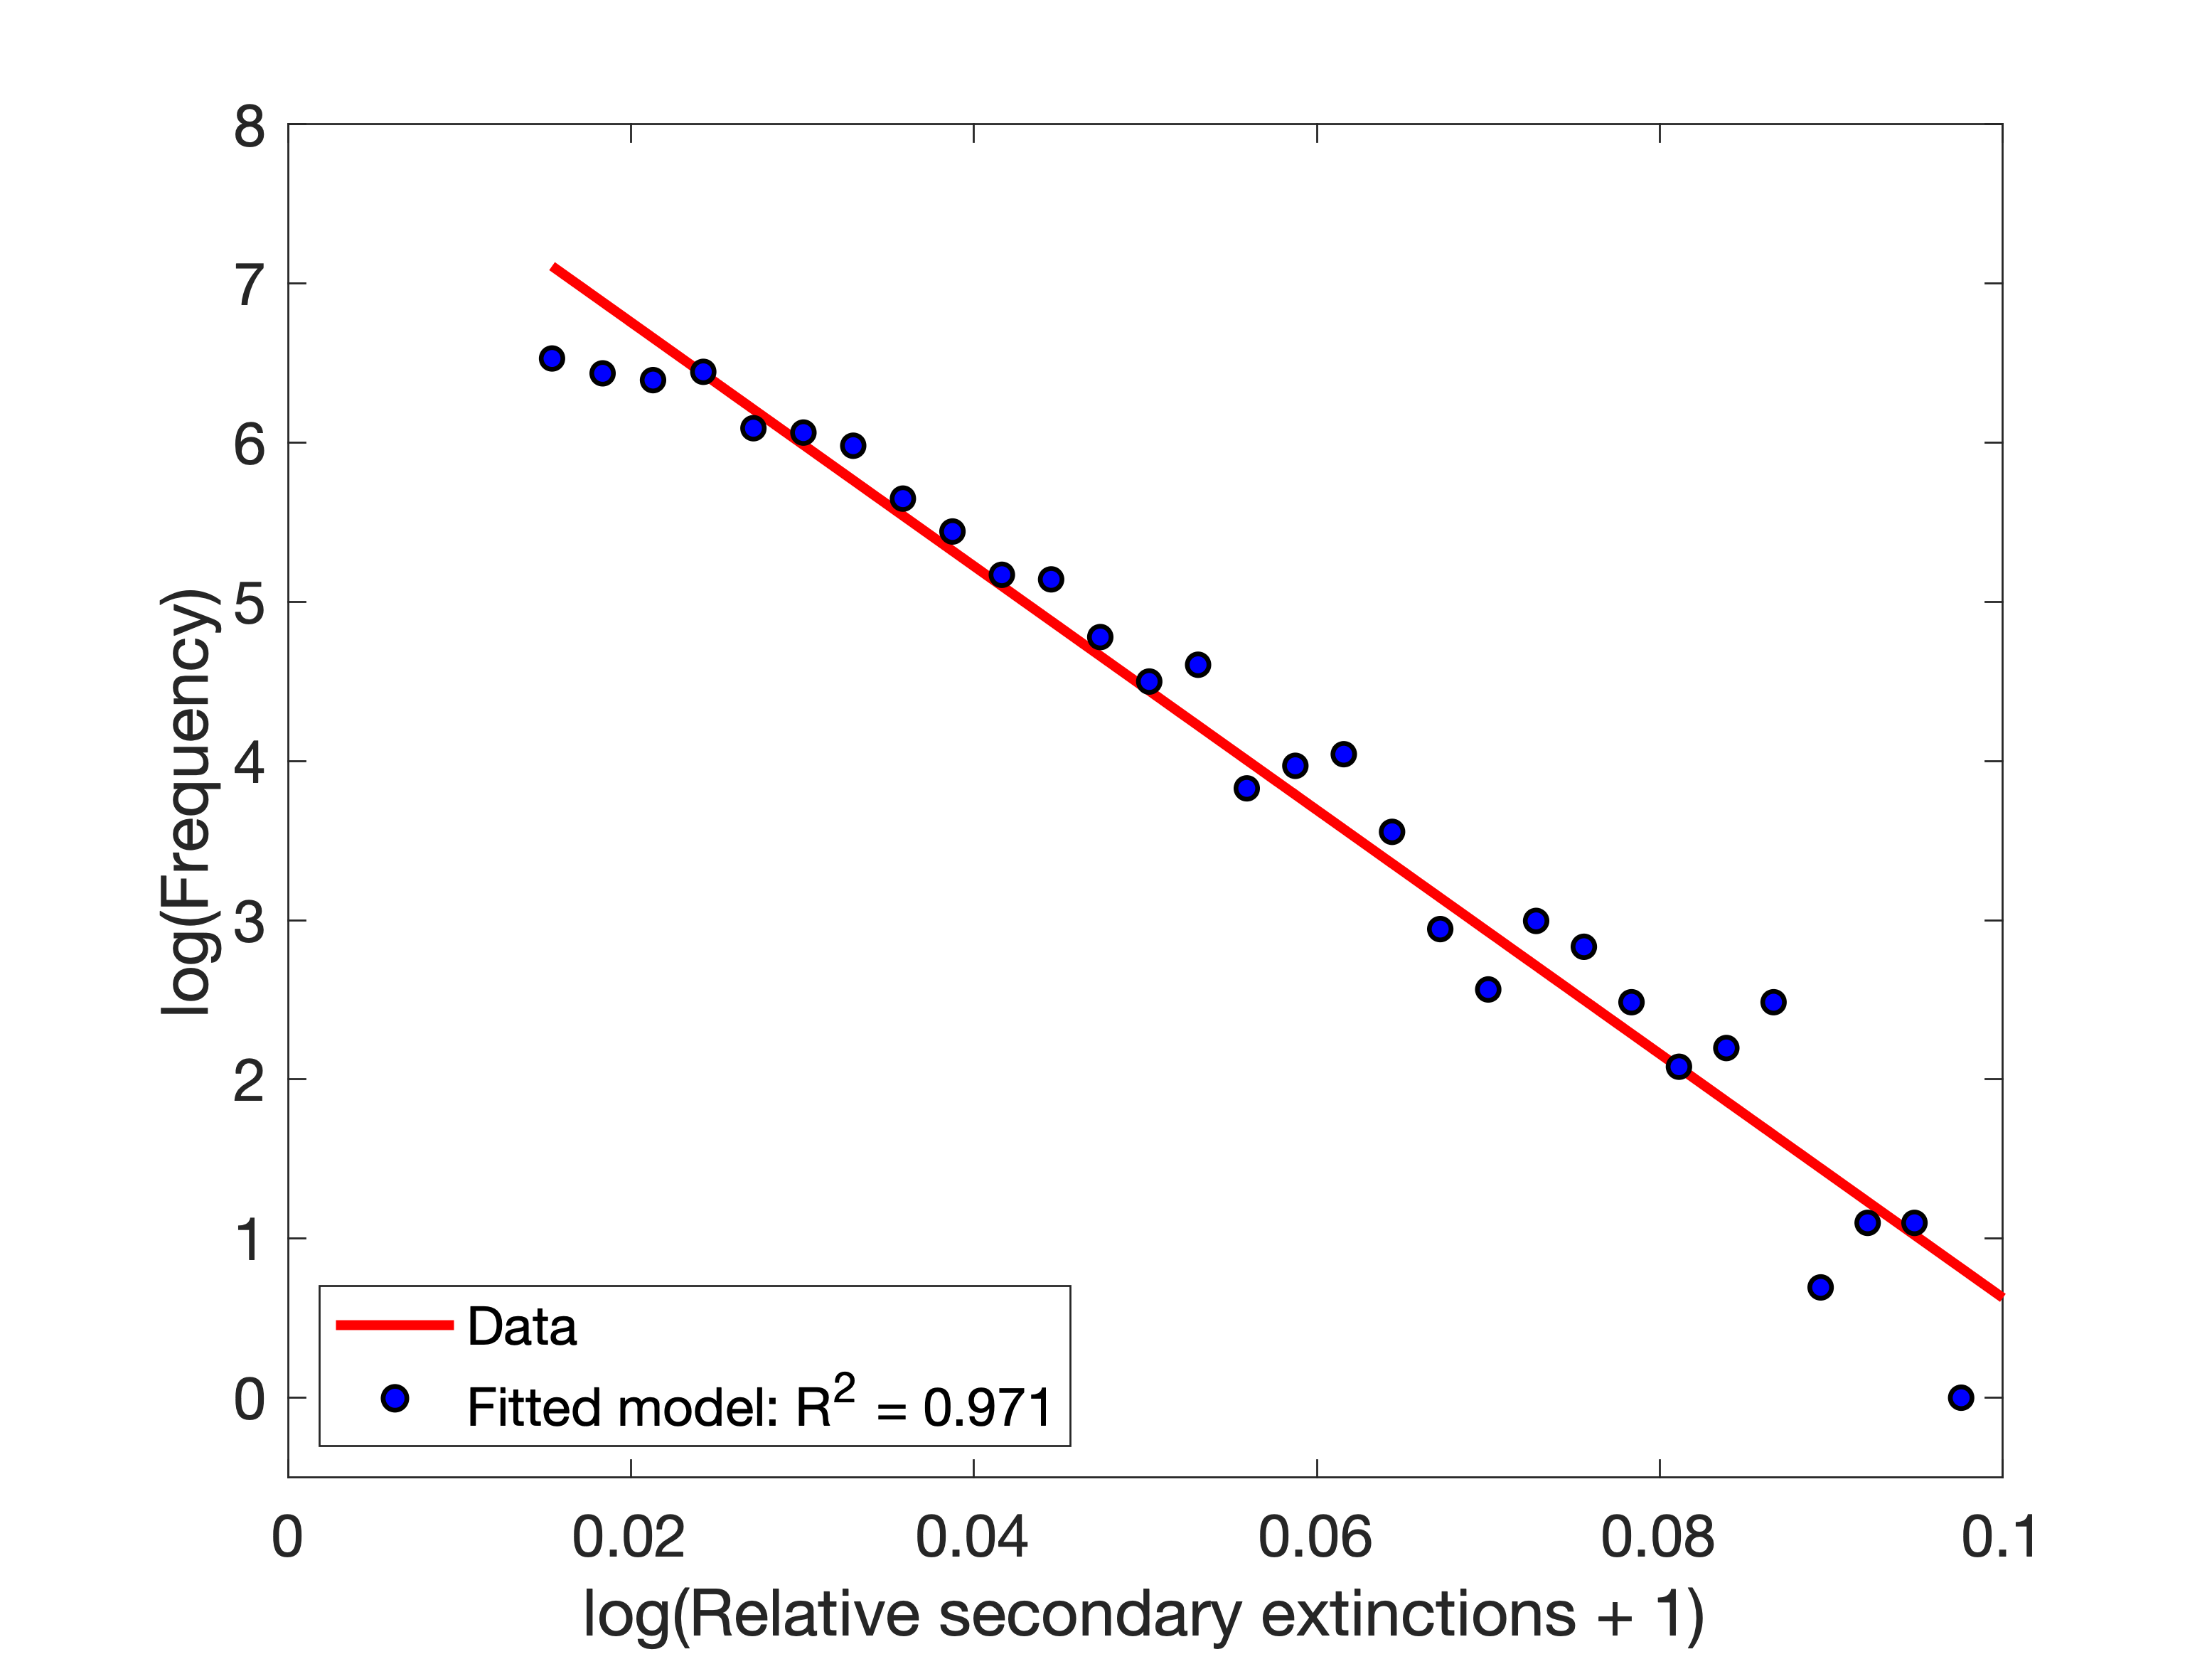 8
7
6
5
4
3
2
1
0
log(Frequency)
Data
Fitted model: R² = 0.971
0 0.02 0.04 0.06 0.08 0.1
log(Relative secondary extinctions + 1)